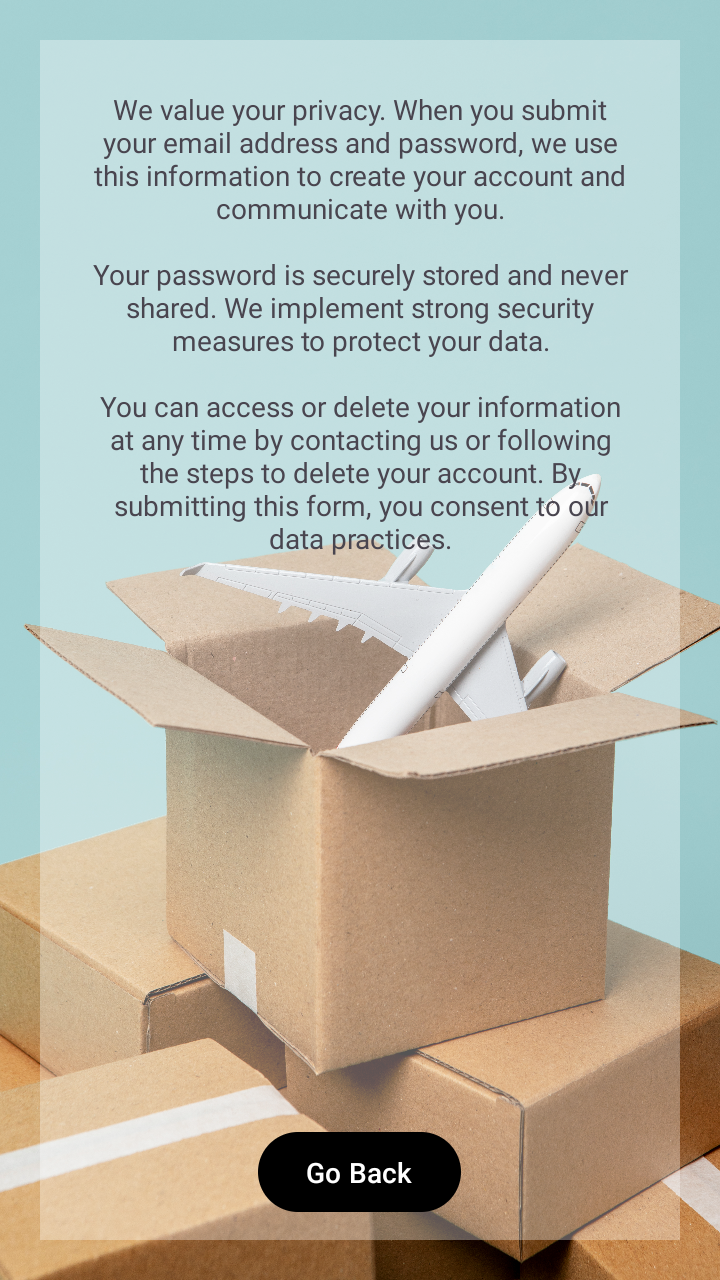 We value your privacy. When you submit
your email address and password, we use
this information to create your account and
communicate with you.
Your password is securely stored and never
shared. We implement strong security
measures to protect your data.
You can access or delete your information
at any time by contacting us or following
the steps to delete your account. By
submitting this form, you consent to our
data practices.
Go Back